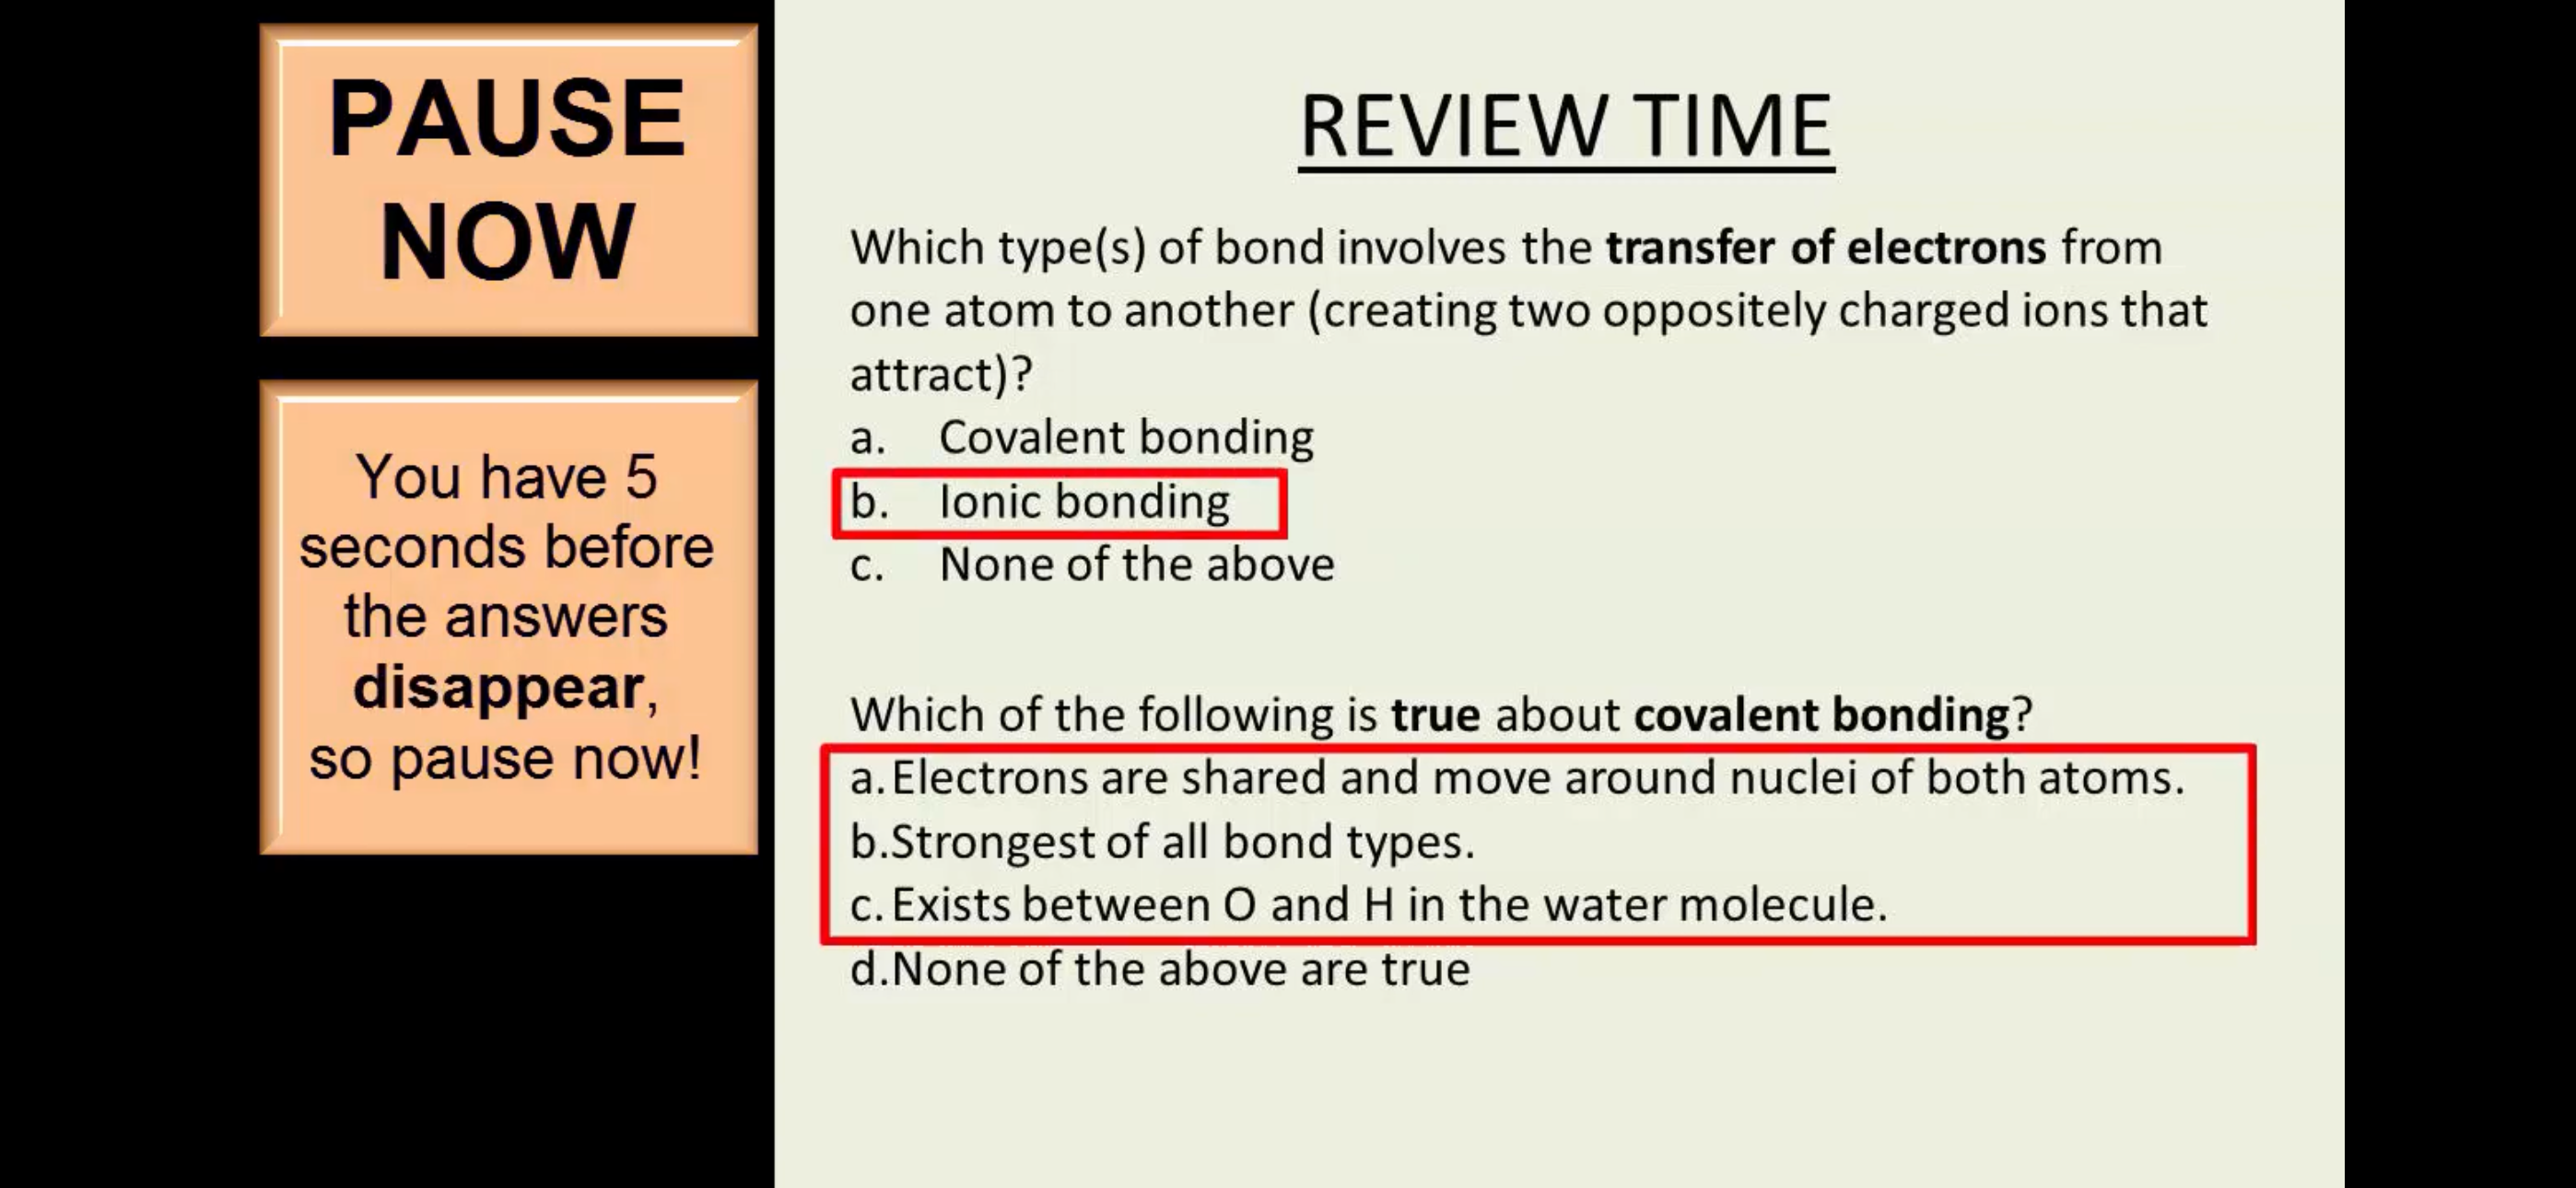 PAUSE
NOW
You have 5
seconds before
the answers
disappear,
so pause now!
REVIEW TIME
Which type(s) of bond involves the transfer of electrons from
one atom to another (creating two oppositely charged ions that
attract)?
a. Covalent bonding
b. Ionic bonding
c. None of the above
Which of the following is true about covalent bonding?
a. Electrons are shared and move around nuclei of both atoms.
b. Strongest of all bond types.
c. Exists between O and H in the water molecule.
d. None of the above are true